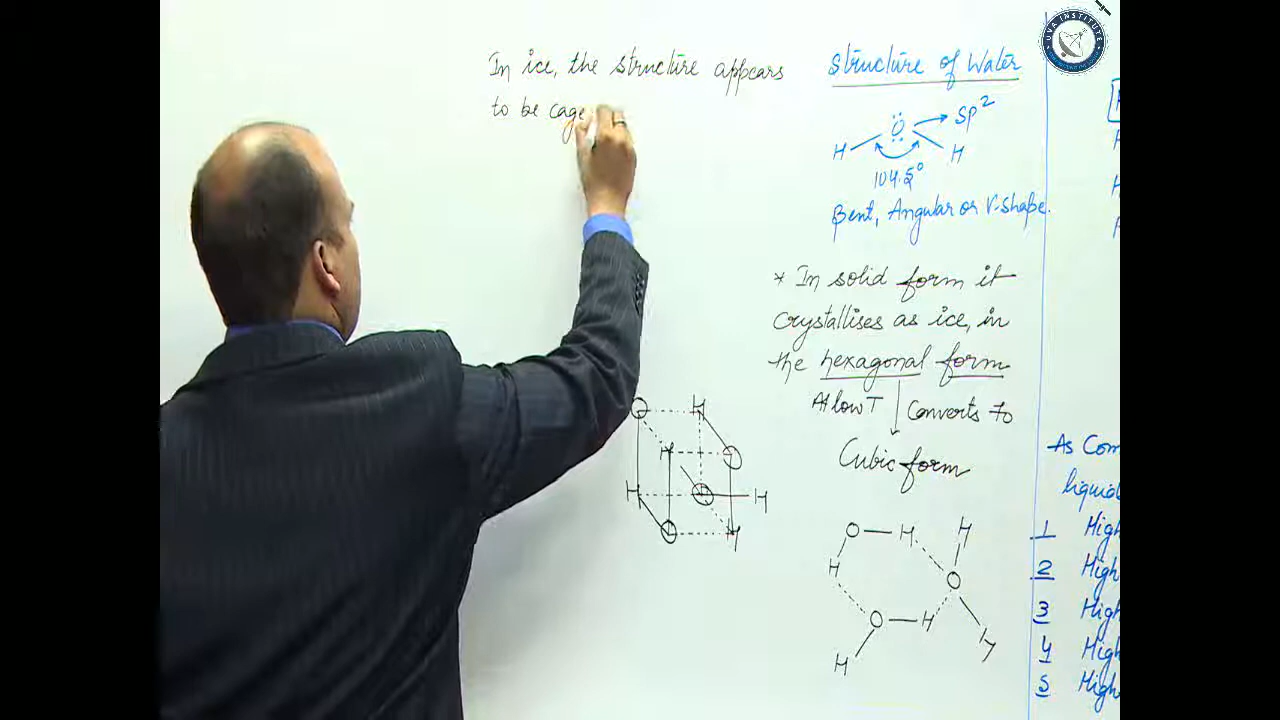 In ice, the structure appears
to be cage
Structure of Water
Ö
Sp2
H
H
104.5°
Bent, Angular or V-shape.
* In solid form it
crystallises as ice, in
the hexagonal form
At low T
Converts to
Cubic form
O
H
H
O
H
O
H
O
H
O
H
H
H
O
O
H
H
H
As Com
liquid
1 High
2 High
3 High
4 High
5 High
UVA INSTITUTE